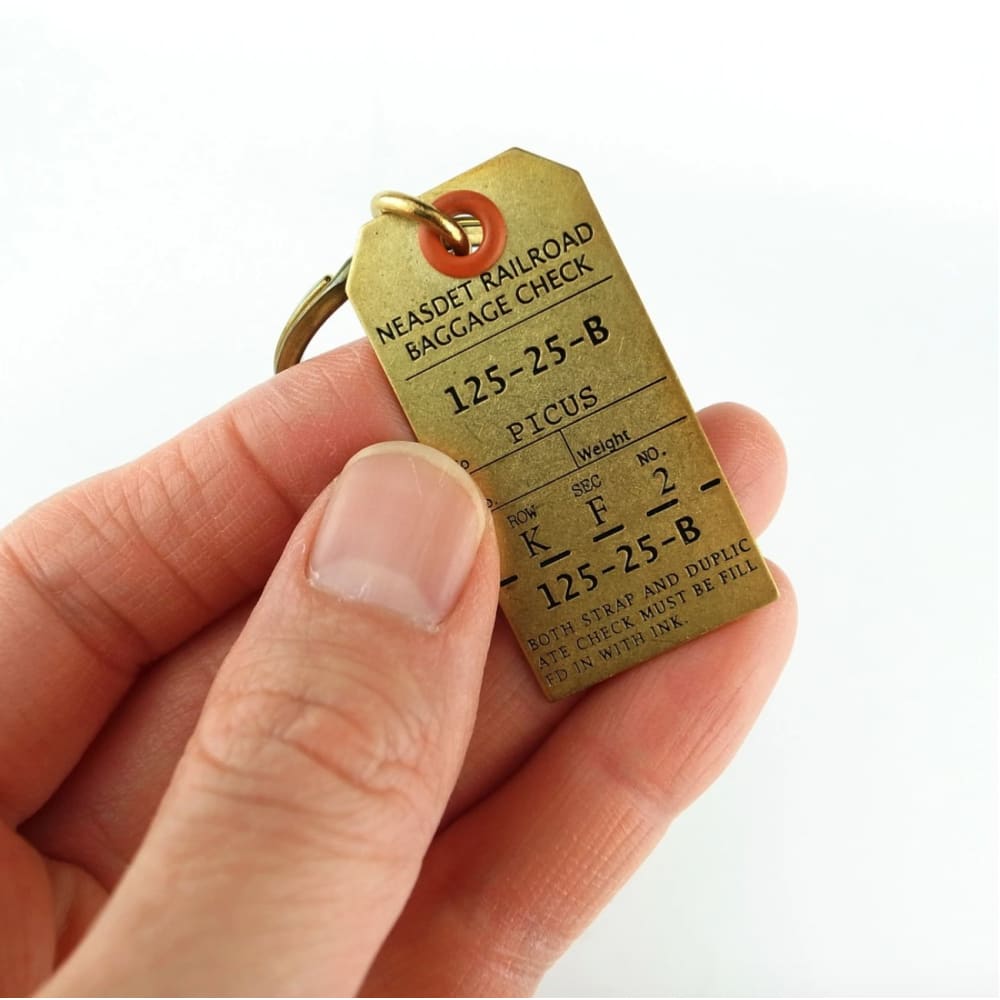 NEASDET RAILROAD
BAGGAGE CHECK
125-25-B
PICUS
Weight
ROW SEC NO.
K F 2
125-25-B
BOTH STRAP AND DUPLIC
ATE CHECK MUST BE FILL
ED IN WITH INK.